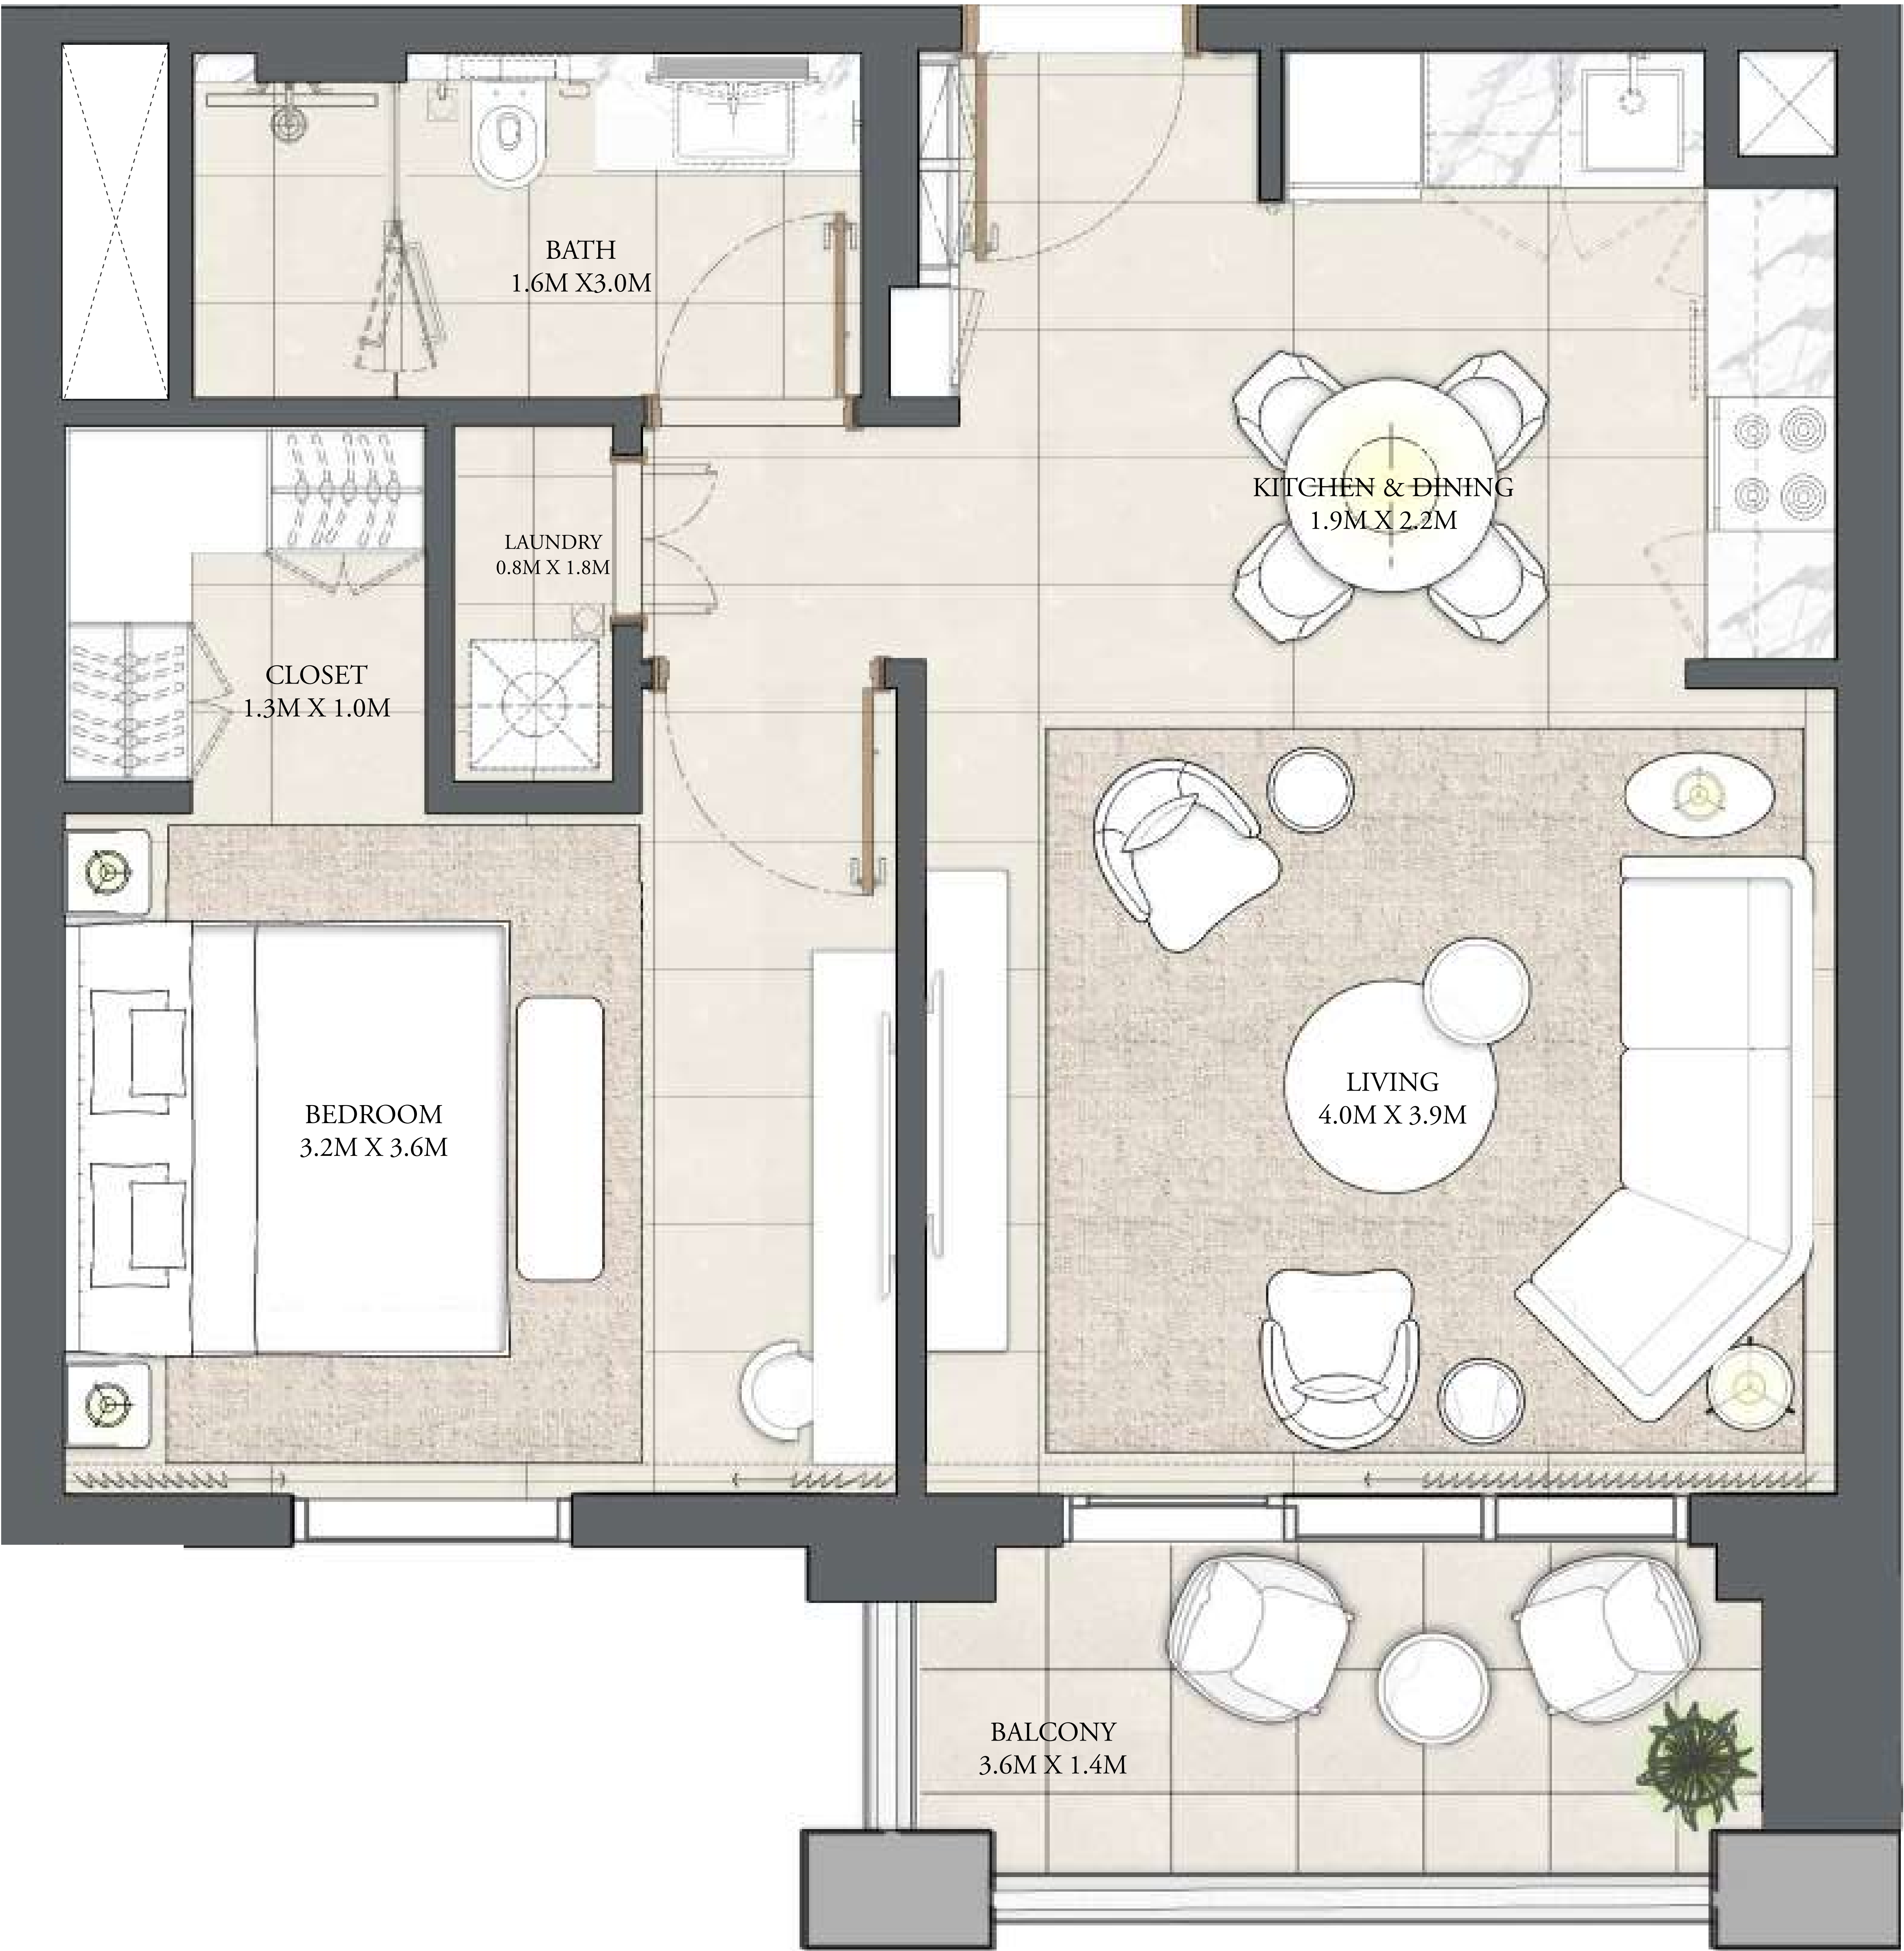 BATH
1.6M X3.0M
KITCHEN & DINING
1.9M X 2.2M
LAUNDRY
0.8M X 1.8M
CLOSET
1.3M X 1.0M
BEDROOM
3.2M X 3.6M
LIVING
4.0M X 3.9M
BALCONY
3.6M X 1.4M